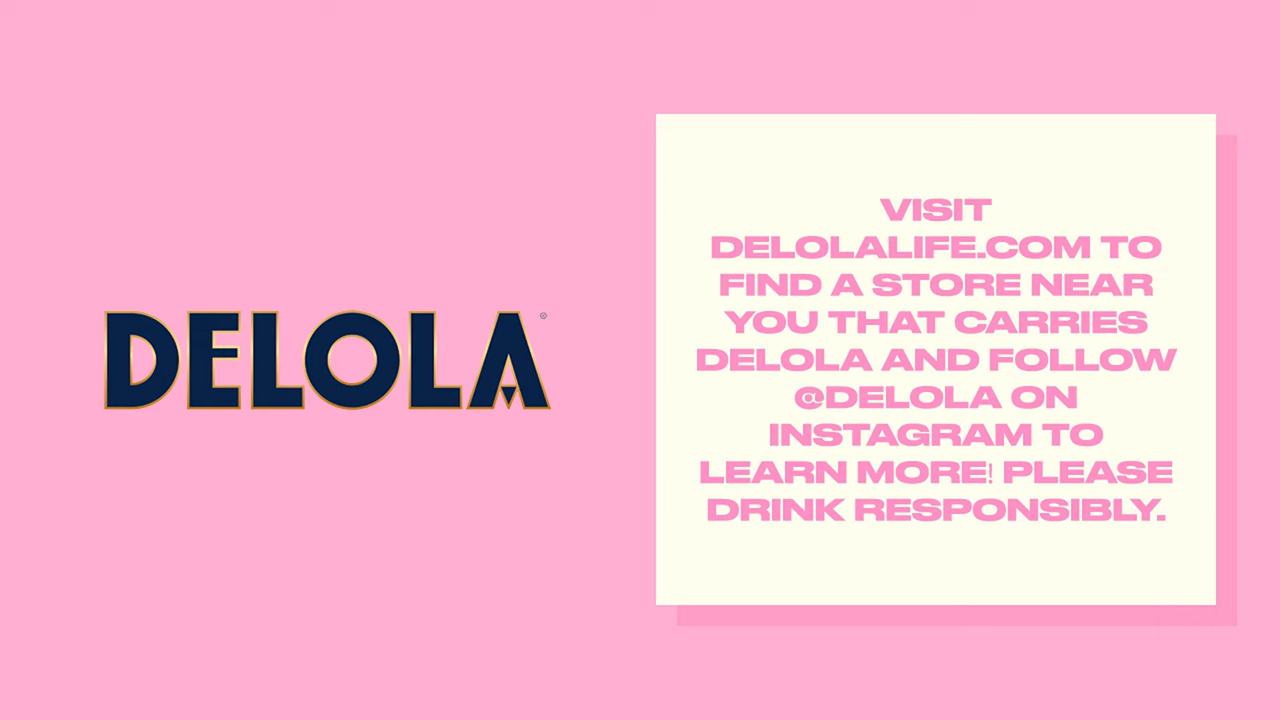 DELOLA®
VISIT
DELOLALIFE.COM TO
FIND A STORE NEAR
YOU THAT CARRIES
DELOLA AND FOLLOW
@DELOLA ON
INSTAGRAM TO
LEARN MORE! PLEASE
DRINK RESPONSIBLY.